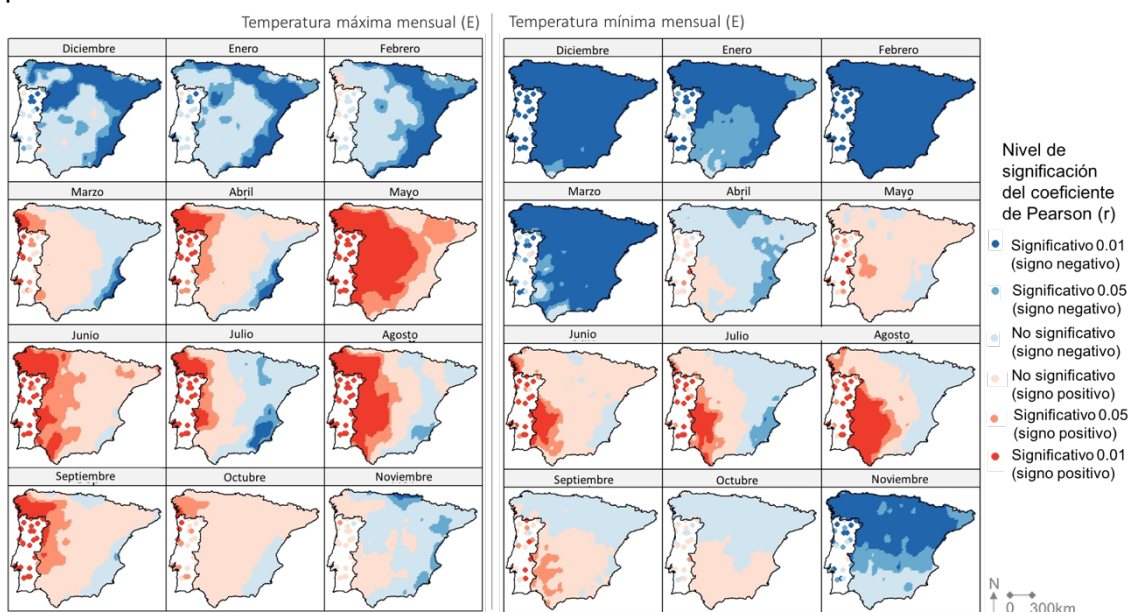 Temperatura máxima mensual (E)
Temperatura mínima mensual (E)
Diciembre
Enero
Febrero
Diciembre
Enero
Febrero
Marzo
Abril
Mayo
Marzo
Abril
Mayo
Junio
Julio
Agosto
Junio
Julio
Agosto
Septiembre
Octubre
Noviembre
Septiembre
Octubre
Noviembre
Nivel de
significación
del coeficiente
de Pearson (r)
Significativo 0.01
(signo negativo)
Significativo 0.05
(signo negativo)
No significativo
(signo negativo)
No significativo
(signo positivo)
Significativo 0.05
(signo positivo)
Significativo 0.01
(signo positivo)
N
0 300km